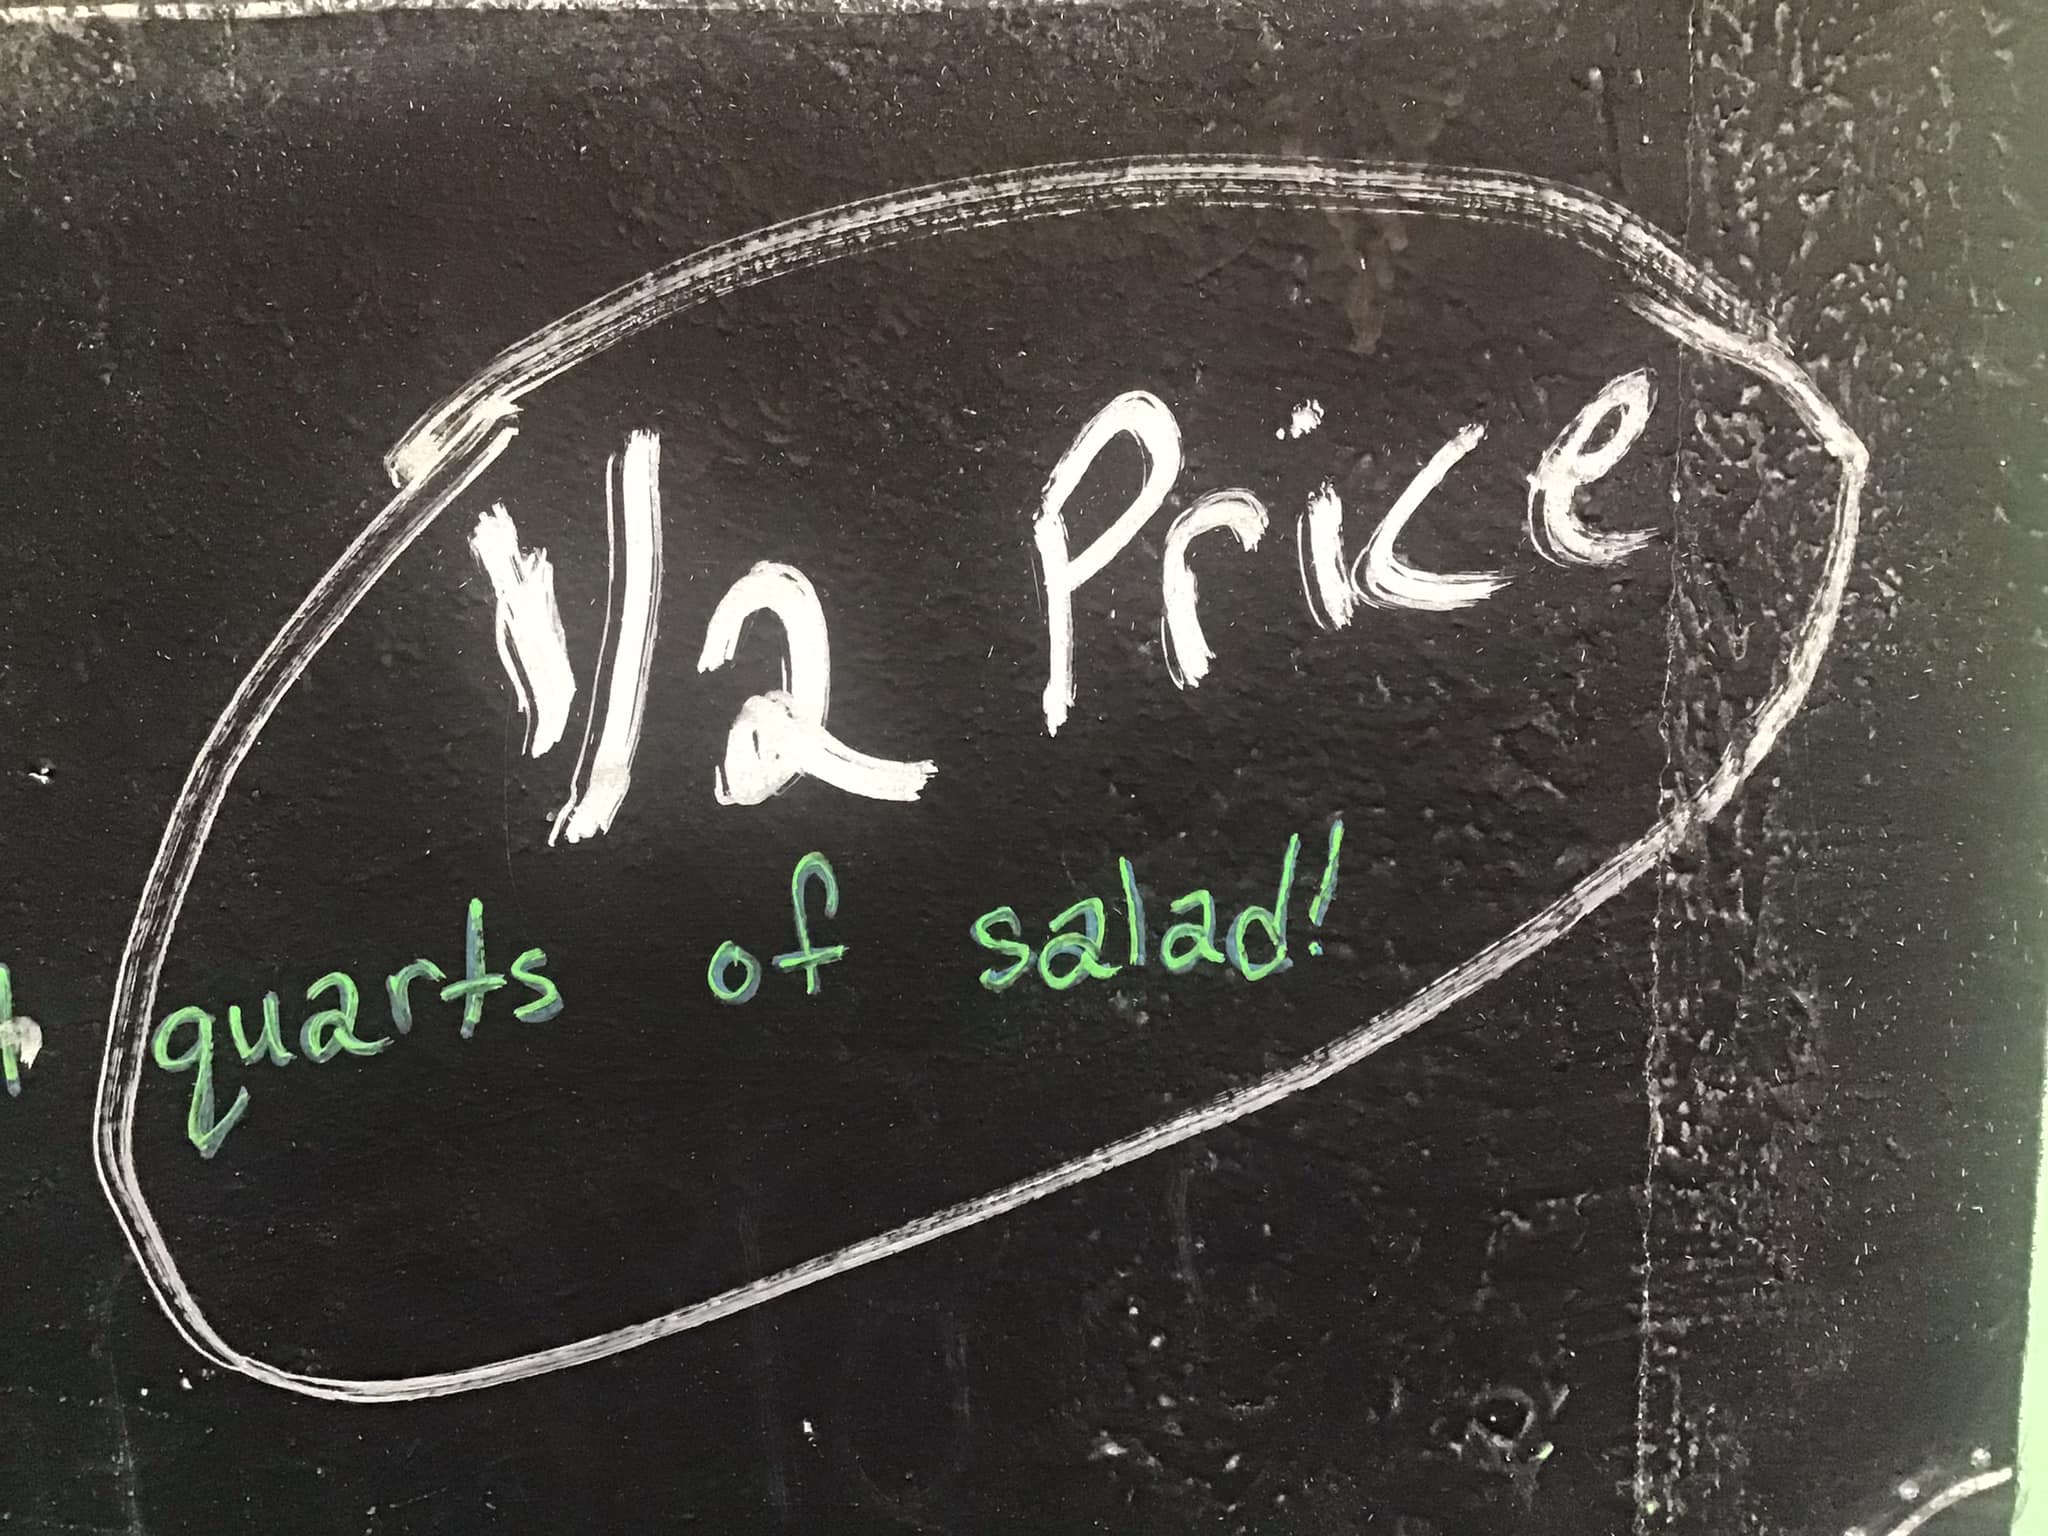 1/2 Price
quarts of salad!